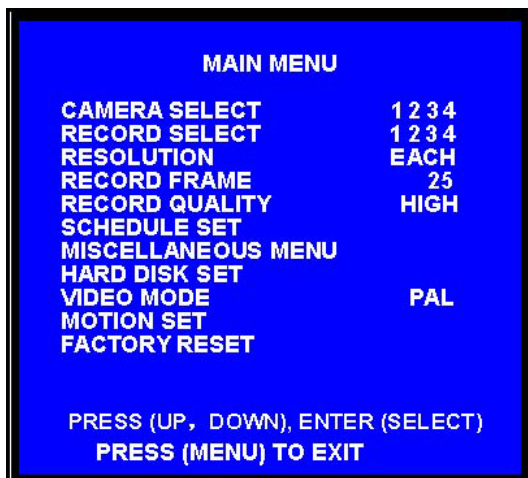 MAIN MENU
CAMERA SELECT 1 2 3 4
RECORD SELECT 1 2 3 4
RESOLUTION EACH
RECORD FRAME 25
RECORD QUALITY HIGH
SCHEDULE SET
MISCELLANEOUS MENU
HARD DISK SET
VIDEO MODE PAL
MOTION SET
FACTORY RESET
PRESS (UP, DOWN), ENTER (SELECT)
PRESS (MENU) TO EXIT